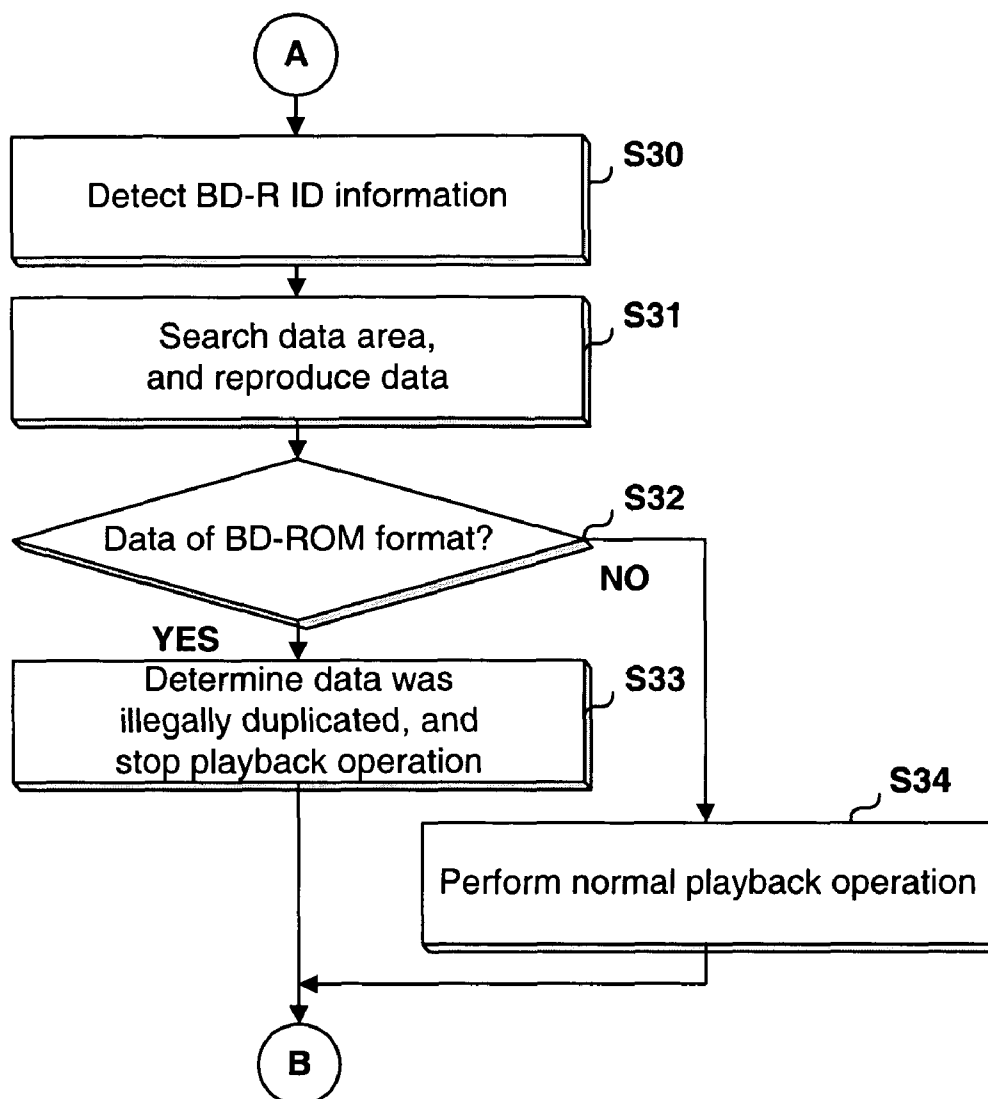 A
S30
Detect BD-R ID information
S31
Search data area,
and reproduce data
S32
Data of BD-ROM format?
NO
YES
Determine data was
illegally duplicated, and
stop playback operation
S33
S34
Perform normal playback operation
B